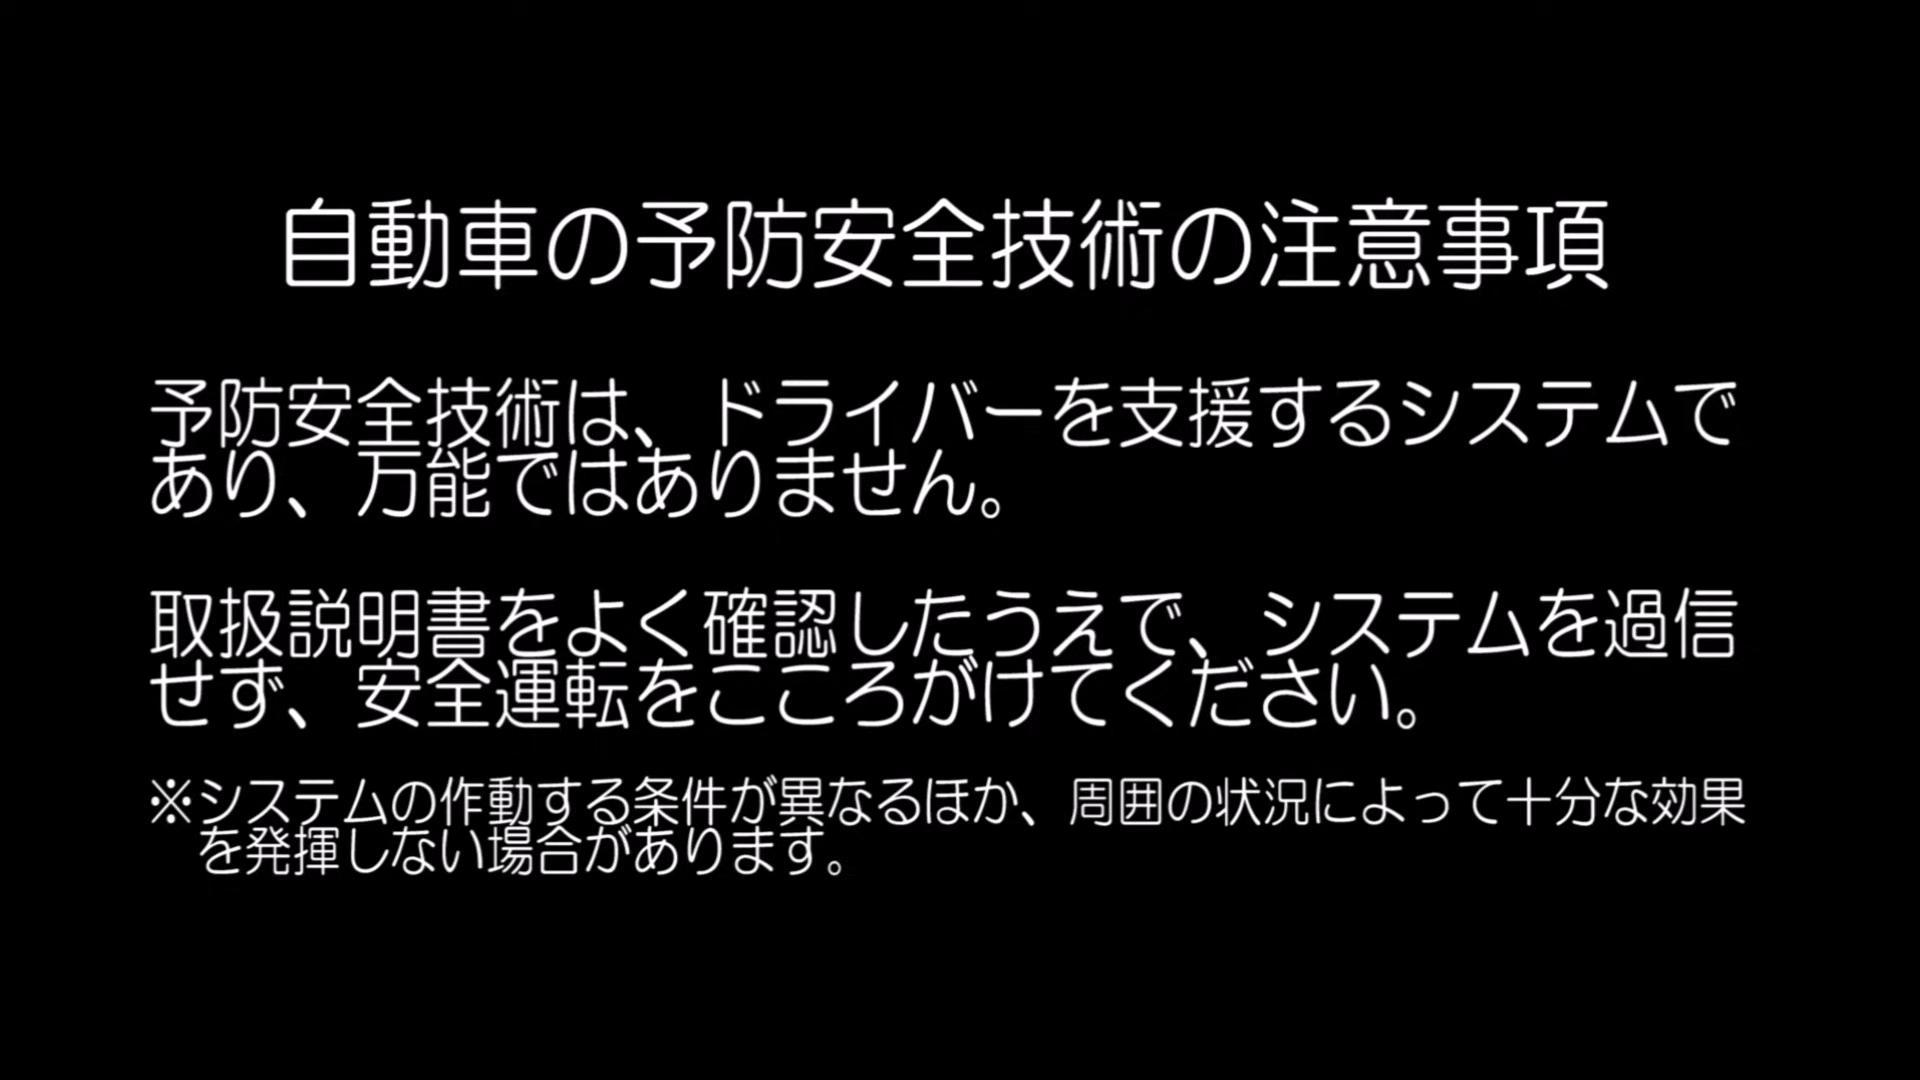 自動車の予防安全技術の注意事項
予防安全技術は、ドライバーを支援するシステムで
あり、万能ではありません。
取扱説明書をよく確認したうえで、システムを過信
せず、安全運転をこころがけてください。
※システムの作動する条件が異なるほか、周囲の状況によって十分な効果
を発揮しない場合があります。